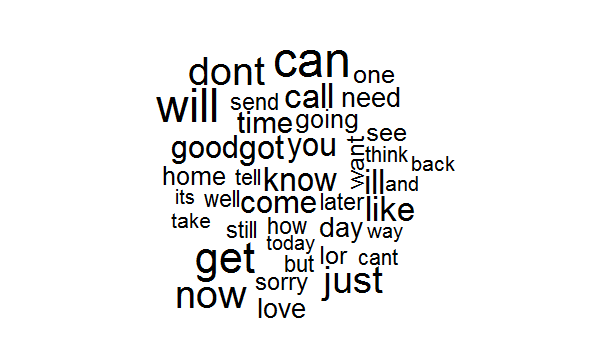 dont can one
will send call need
time going
good got you want see
think back
home tell know ill and
its well come later like
take still how day way
today
get but lor cant
now sorry just
love